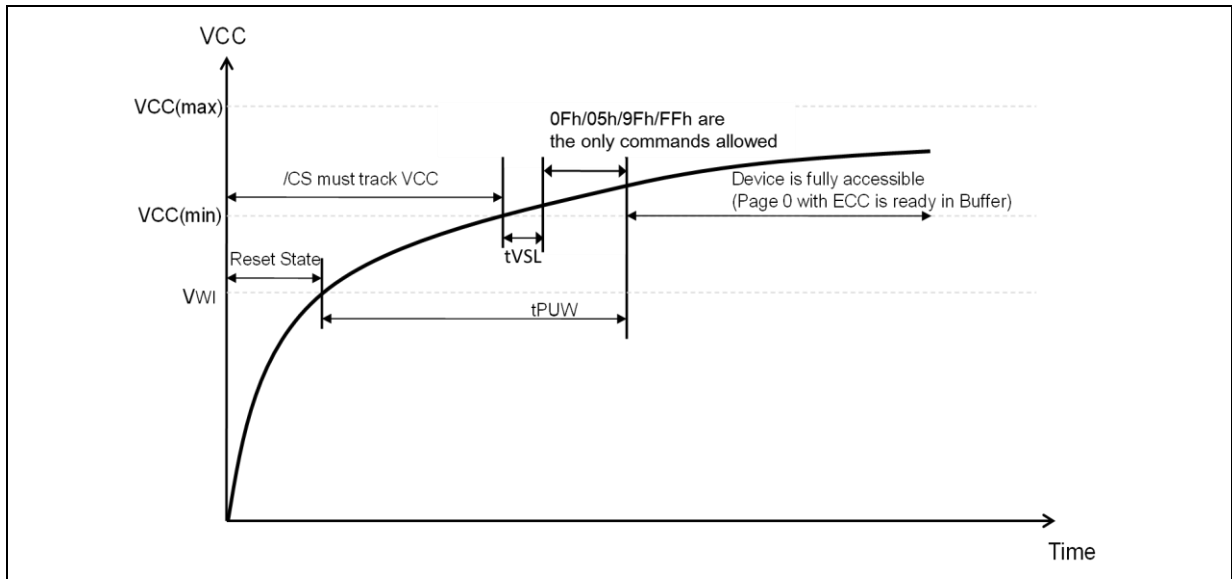 VCC
VCC(max)
0Fh/05h/9Fh/FFh are
the only commands allowed
/CS must track VCC
Device is fully accessible
(Page 0 with ECC is ready in Buffer)
VCC(min)
tVSL
Reset State
VWI
tPUW
Time